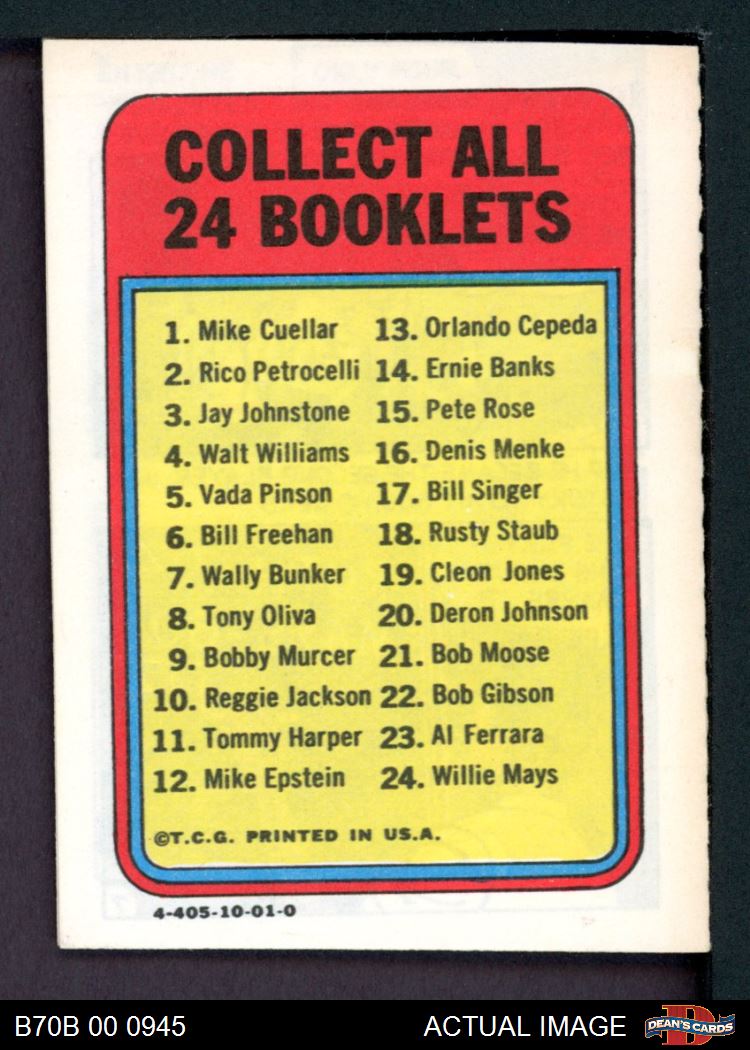 COLLECT ALL
24 BOOKLETS
1. Mike Cuellar
2. Rico Petrocelli
3. Jay Johnstone
4. Walt Williams
5. Vada Pinson
6. Bill Freehan
7. Wally Bunker
8. Tony Oliva
9. Bobby Murcer
10. Reggie Jackson
11. Tommy Harper
12. Mike Epstein
13. Orlando Cepeda
14. Ernie Banks
15. Pete Rose
16. Denis Menke
17. Bill Singer
18. Rusty Staub
19. Cleon Jones
20. Deron Johnson
21. Bob Moose
22. Bob Gibson
23. Al Ferrara
24. Willie Mays
©T.C.G. PRINTED IN U.S.A.
4-405-10-01-0
B70B 00 0945
ACTUAL IMAGE
D
DEAN'S CARDS